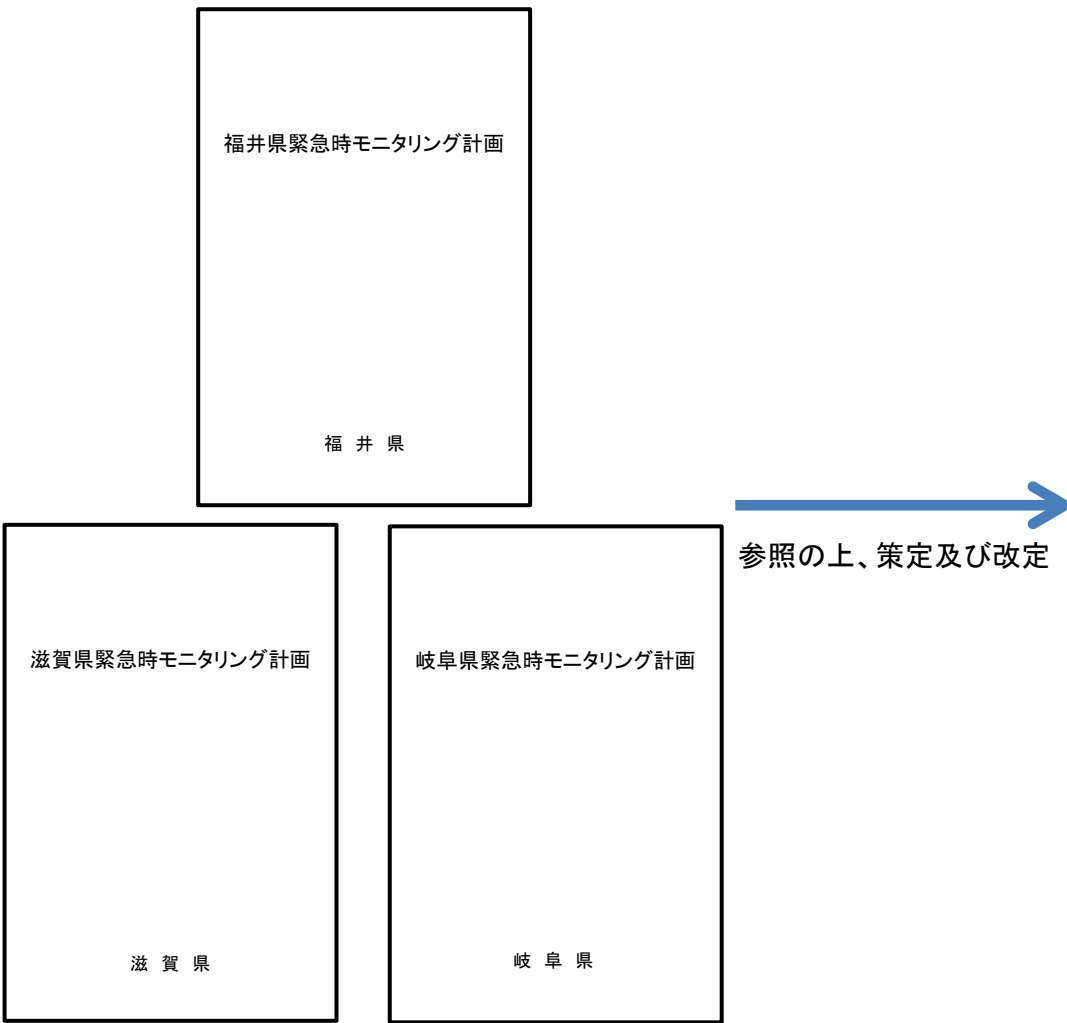 福井県緊急時モニタリング計画
福 井 県
参照の上、策定及び改定
滋賀県緊急時モニタリング計画
滋 賀 県
岐阜県緊急時モニタリング計画
岐 阜 県